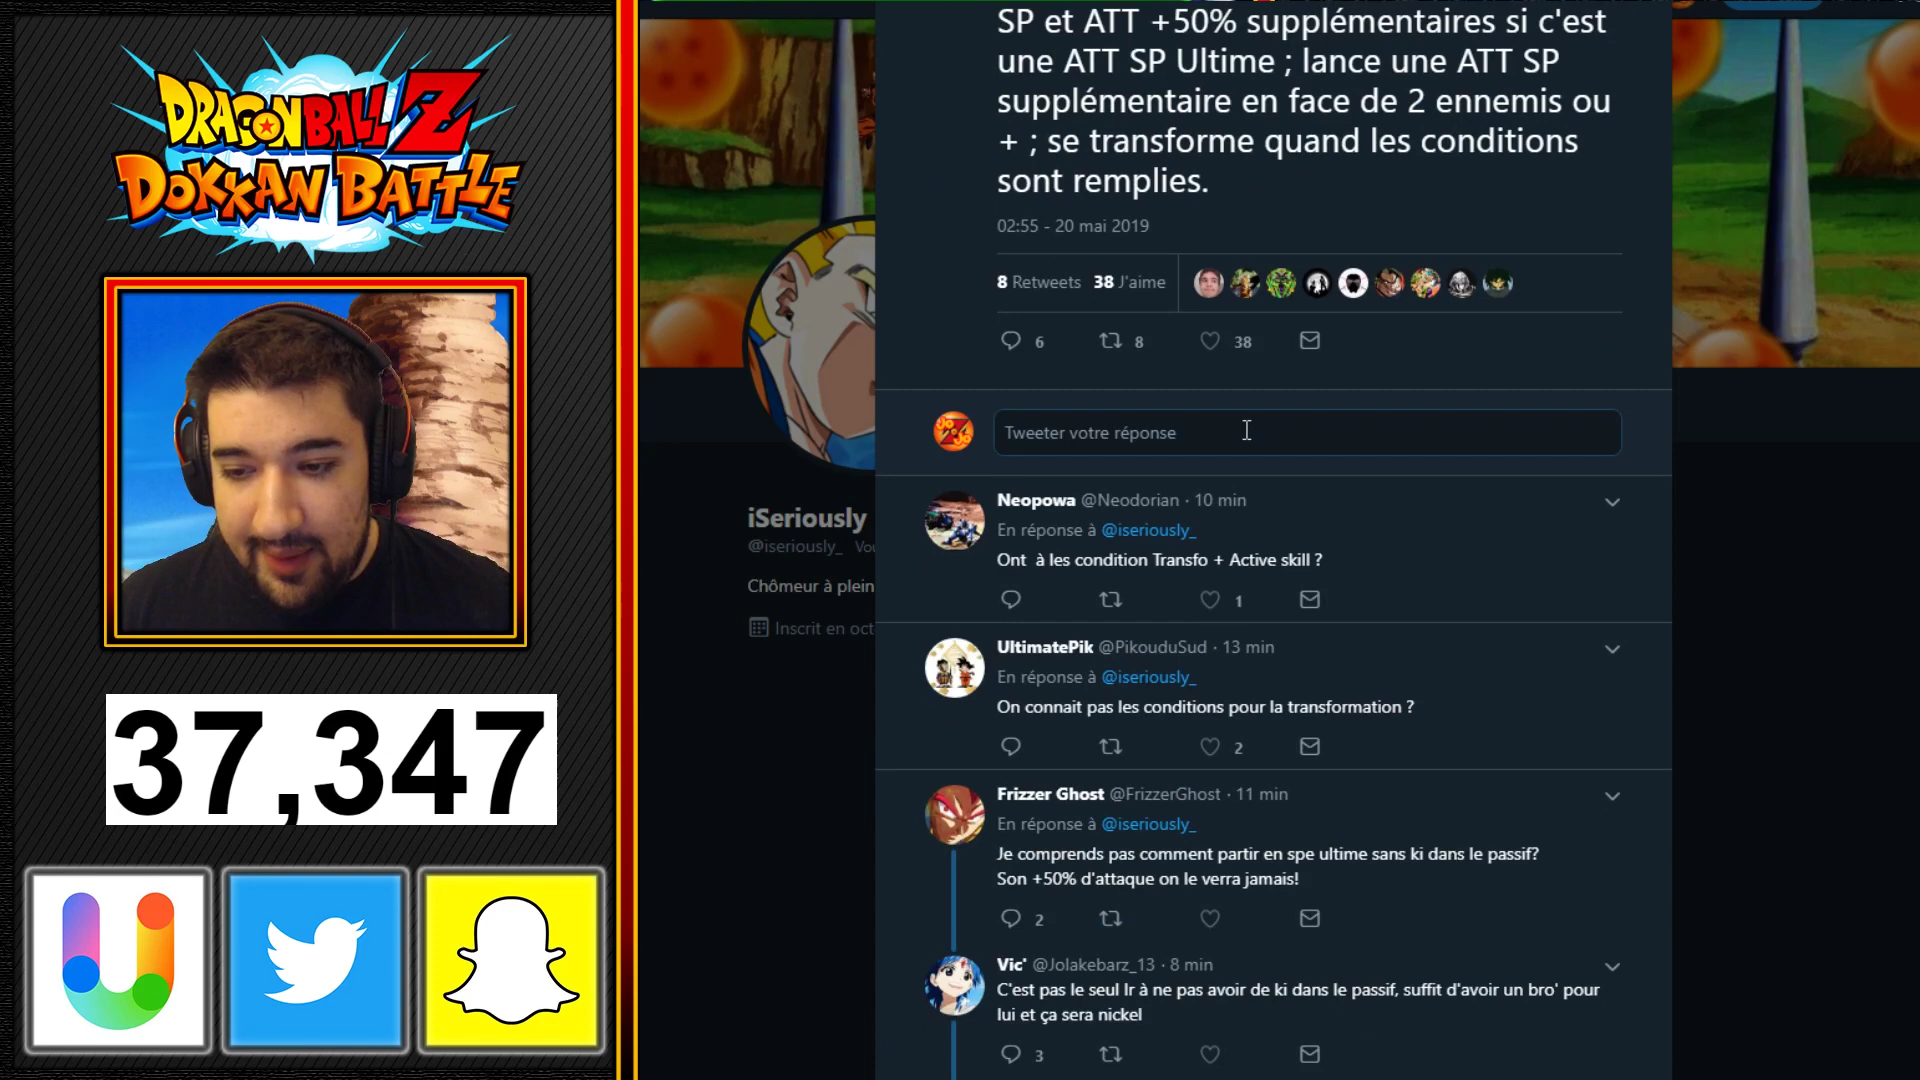 DRAGONBALL Z
DOKKAN BATTLE
37,347
SP et ATT +50% supplémentaires si c'est
une ATT SP Ultime ; lance une ATT SP
supplémentaire en face de 2 ennemis ou
+ ; se transforme quand les conditions
sont remplies.
02:55 - 20 mai 2019
8 Retweets 38 J'aime
6 8 38
Tweeter votre réponse
iSeriously
@iseriously_ Vou
Chômeur à plein
Inscrit en oct
Neopowa @Neodorian · 10 min
En réponse à @iseriously_
Ont à les condition Transfo + Active skill ?
1
UltimatePik @PikouduSud · 13 min
En réponse à @iseriously_
On connait pas les conditions pour la transformation ?
2
Frizzer Ghost @FrizzerGhost · 11 min
En réponse à @iseriously_
Je comprends pas comment partir en spe ultime sans ki dans le passif?
Son +50% d'attaque on le verra jamais!
2
Vic' @Jolakebarz_13 · 8 min
C'est pas le seul lr à ne pas avoir de ki dans le passif, suffit d'avoir un bro' pour
lui et ça sera nickel
3